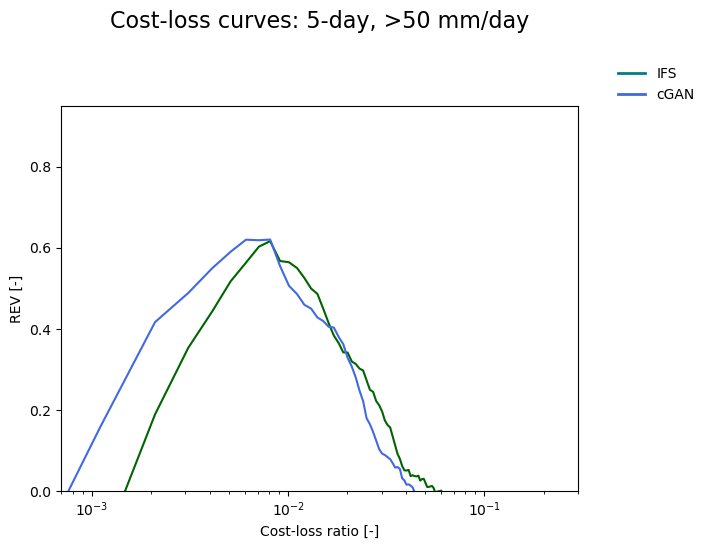 Cost-loss curves: 5-day, >50 mm/day
IFS
cGAN
0.8
0.6
0.4
0.2
0.0
REV [-]
10⁻³
10⁻²
10⁻¹
Cost-loss ratio [-]